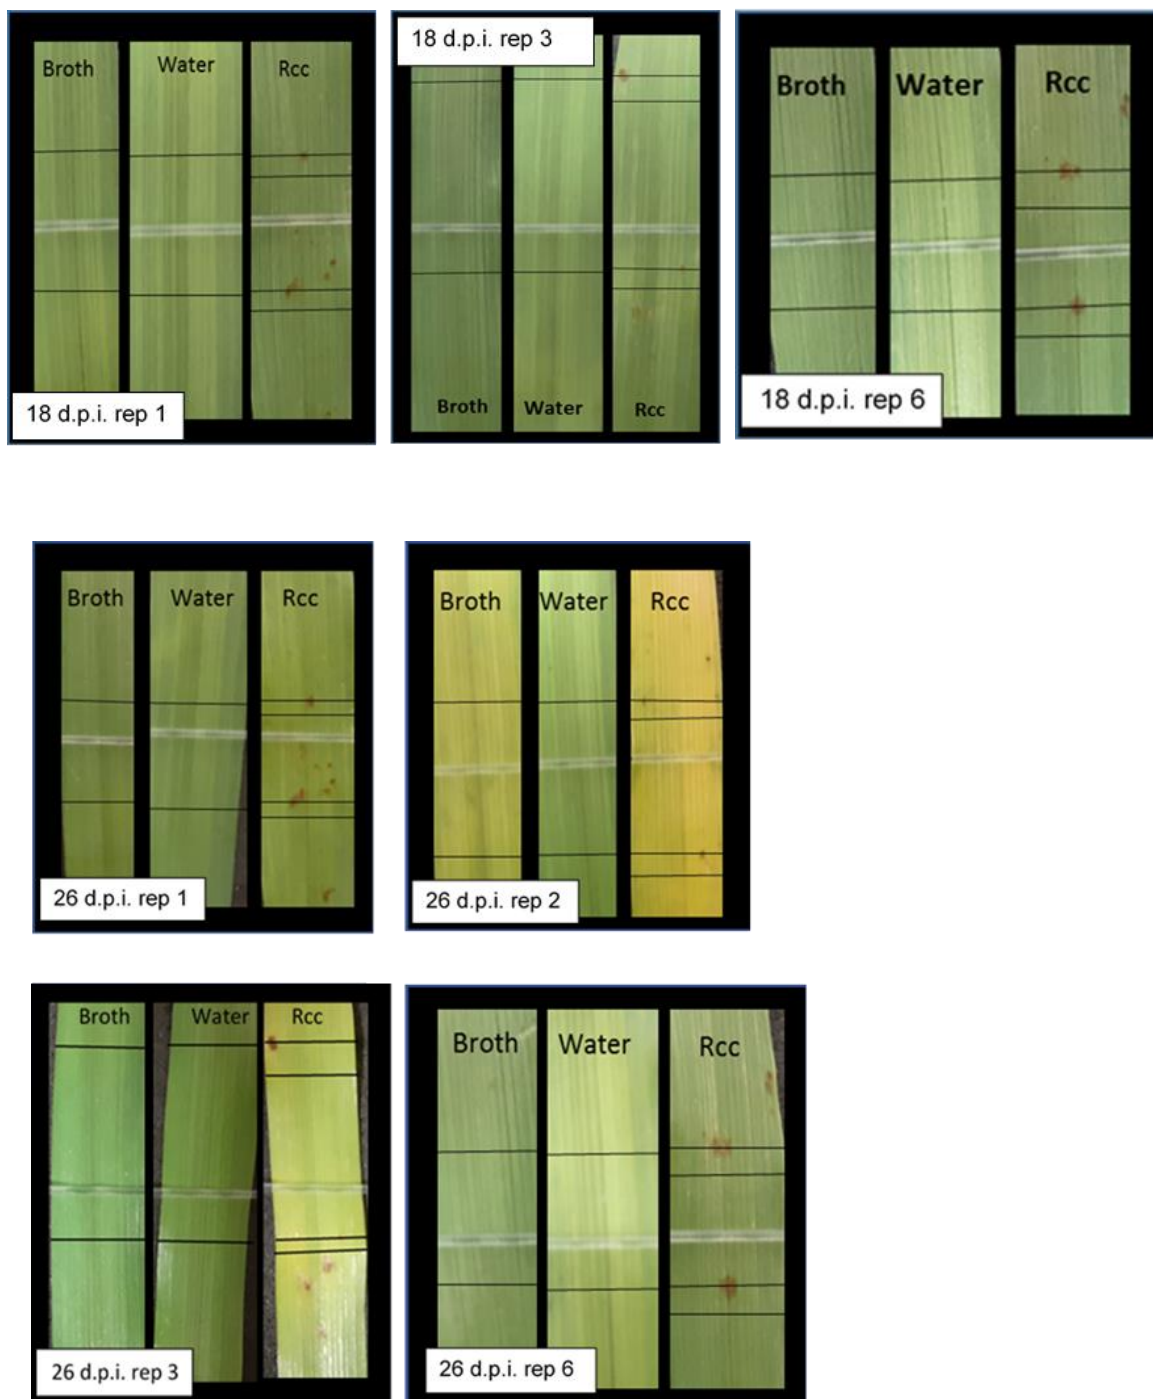 Broth
Water
Rcc
18 d.p.i. rep 1
18 d.p.i. rep 3
Broth
Water
Rcc
Broth
Water
Rcc
18 d.p.i. rep 6
Broth
Water
Rcc
26 d.p.i. rep 1
Broth
Water
Rcc
26 d.p.i. rep 2
Broth
Water
Rcc
26 d.p.i. rep 3
Broth
Water
Rcc
26 d.p.i. rep 6